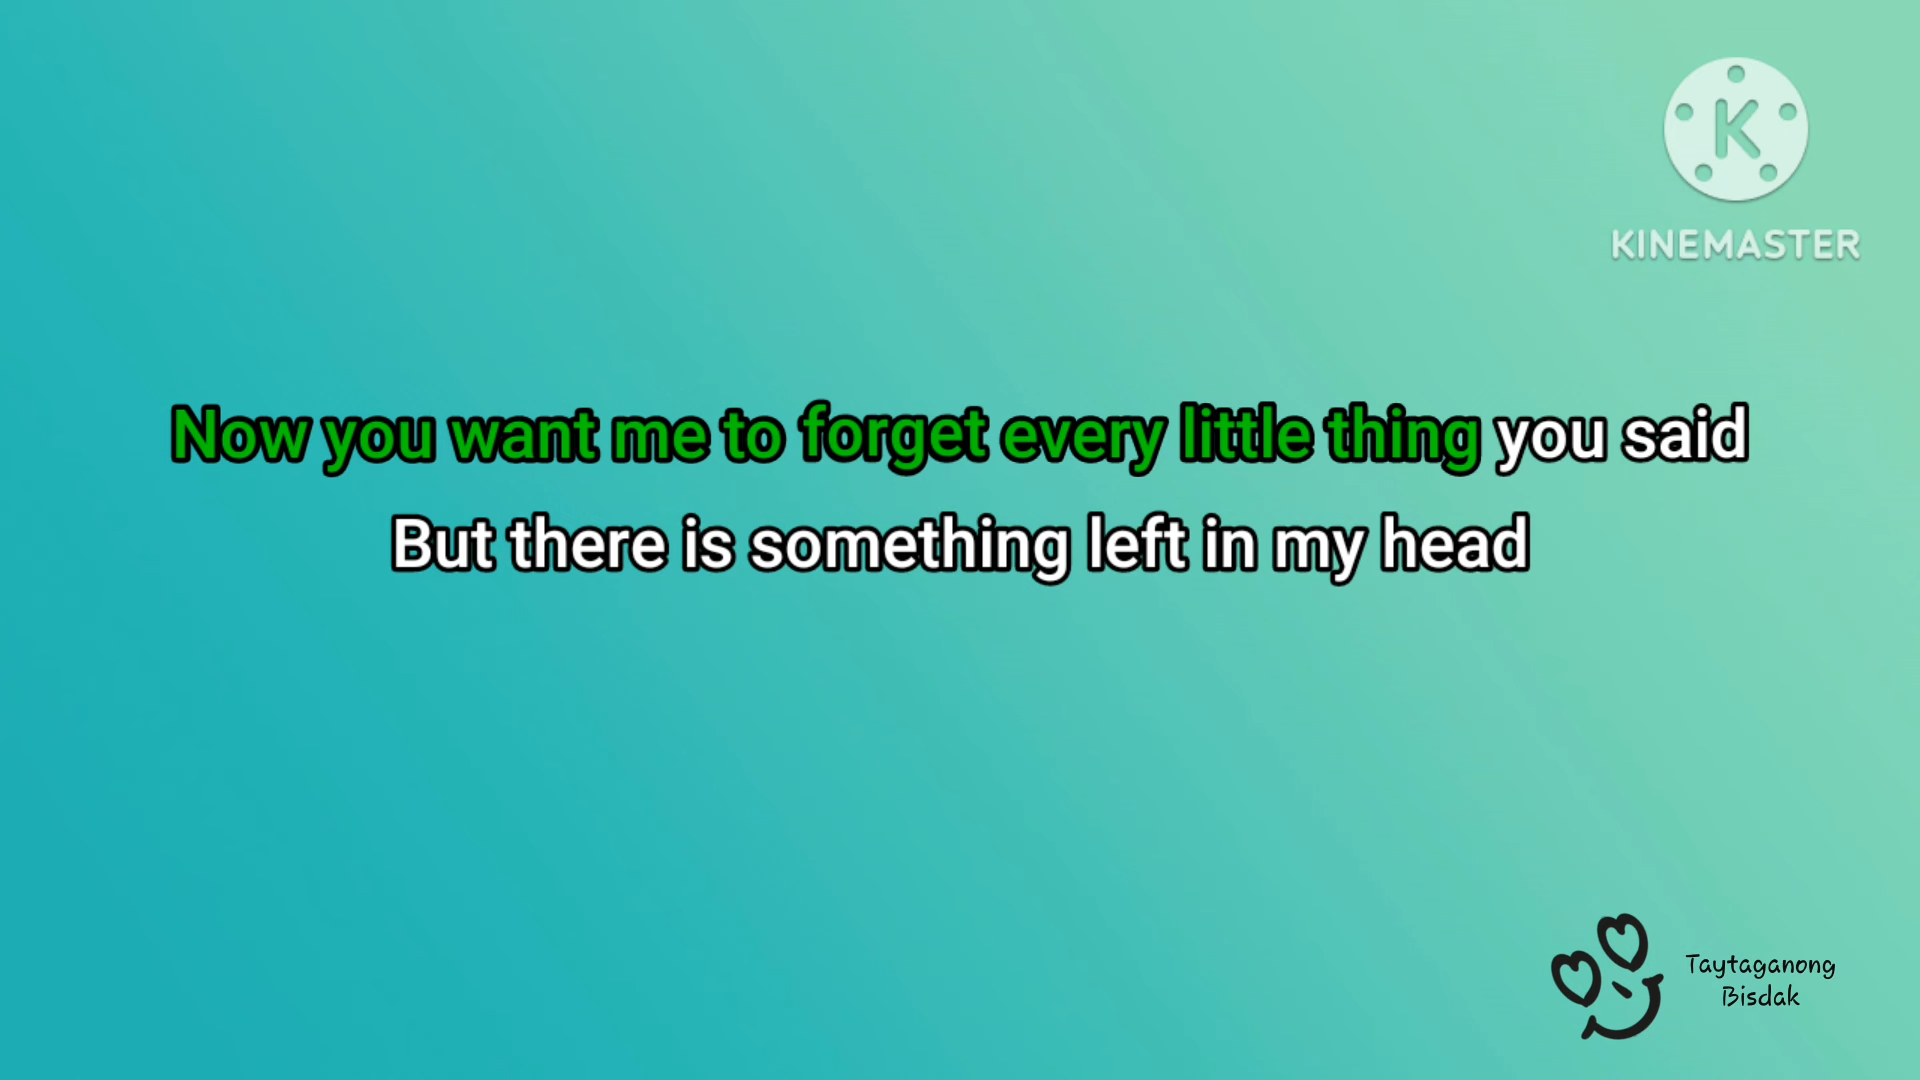 K
KINEMASTER
Now you want me to forget every little thing you said
But there is something left in my head
Taytaganong
Bisdak